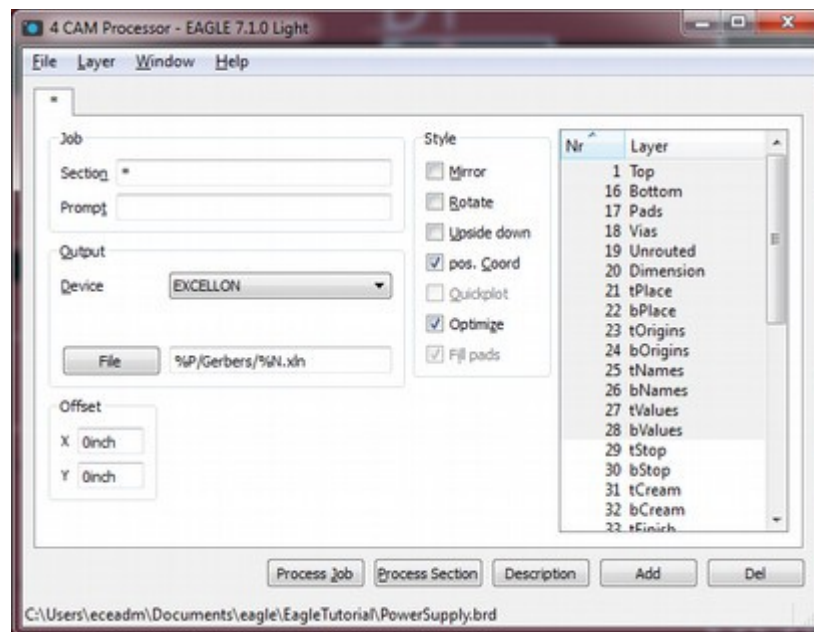 4 CAM Processor - EAGLE 7.1.0 Light
File Layer Window Help
*
Job
Section *
Prompt
Output
Device EXCELLON
File %P/Gerbers/%N.xln
Offset
X 0inch
Y 0inch
Style
Mirror
Rotate
Upside down
pos. Coord
Quickplot
Optimize
Fill pads
Nr Layer
1 Top
16 Bottom
17 Pads
18 Vias
19 Unrouted
20 Dimension
21 tPlace
22 bPlace
23 tOrigins
24 bOrigins
25 tNames
26 bNames
27 tValues
28 bValues
29 tStop
30 bStop
31 tCream
32 bCream
33 tFinish
Process Job Process Section Description Add Del
C:\Users\eceadm\Documents\eagle\EagleTutorial\PowerSupply.brd